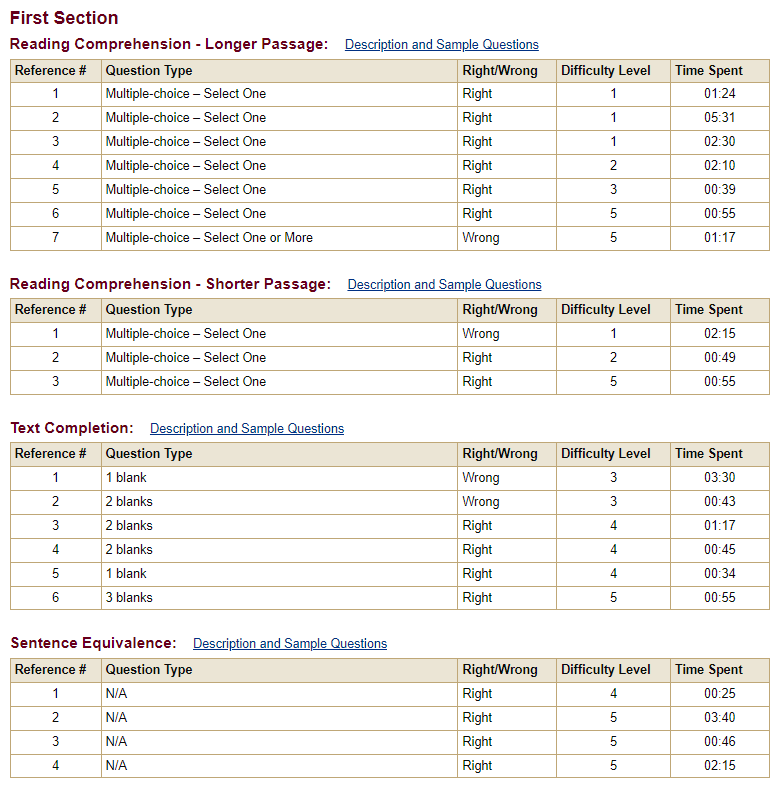 First Section
Reading Comprehension - Longer Passage: Description and Sample Questions
Reference # Question Type Right/Wrong Difficulty Level Time Spent
1 Multiple-choice – Select One Right 1 01:24
2 Multiple-choice – Select One Right 1 05:31
3 Multiple-choice – Select One Right 1 02:30
4 Multiple-choice – Select One Right 2 02:10
5 Multiple-choice – Select One Right 3 00:39
6 Multiple-choice – Select One Right 5 00:55
7 Multiple-choice – Select One or More Wrong 5 01:17
Reading Comprehension - Shorter Passage: Description and Sample Questions
Reference # Question Type Right/Wrong Difficulty Level Time Spent
1 Multiple-choice – Select One Wrong 1 02:15
2 Multiple-choice – Select One Right 2 00:49
3 Multiple-choice – Select One Right 5 00:55
Text Completion: Description and Sample Questions
Reference # Question Type Right/Wrong Difficulty Level Time Spent
1 1 blank Wrong 3 03:30
2 2 blanks Wrong 3 00:43
3 2 blanks Right 4 01:17
4 2 blanks Right 4 00:45
5 1 blank Right 4 00:34
6 3 blanks Right 5 00:55
Sentence Equivalence: Description and Sample Questions
Reference # Question Type Right/Wrong Difficulty Level Time Spent
1 N/A Right 4 00:25
2 N/A Right 5 03:40
3 N/A Right 5 00:46
4 N/A Right 5 02:15